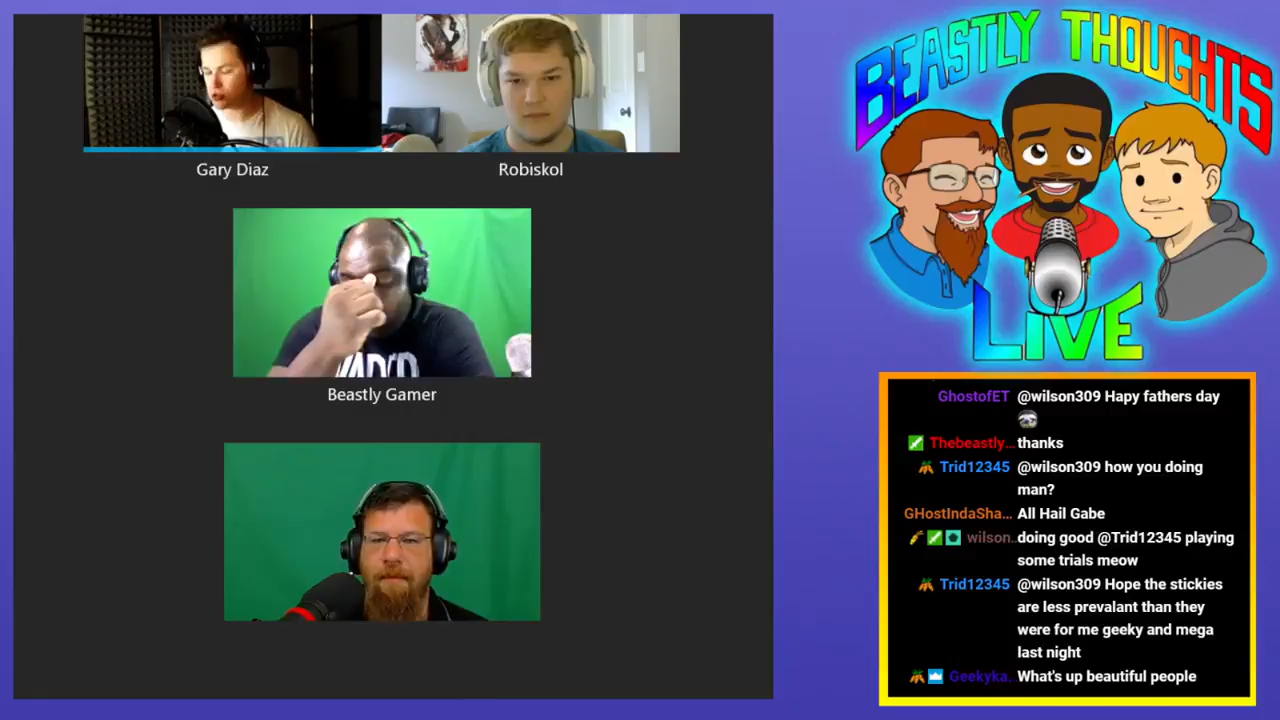 Gary Diaz
Robiskol
Beastly Gamer
BEASTLY THOUGHTS
LIVE
GhostofET @wilson309 Hapy fathers day
Thebeastly... thanks
Trid12345 @wilson309 how you doing
man?
GHostIndaSha... All Hail Gabe
wilson... doing good @Trid12345 playing
some trials meow
Trid12345 @wilson309 Hope the stickies
are less prevalant than they
were for me geeky and mega
last night
Geekyka... What's up beautiful people